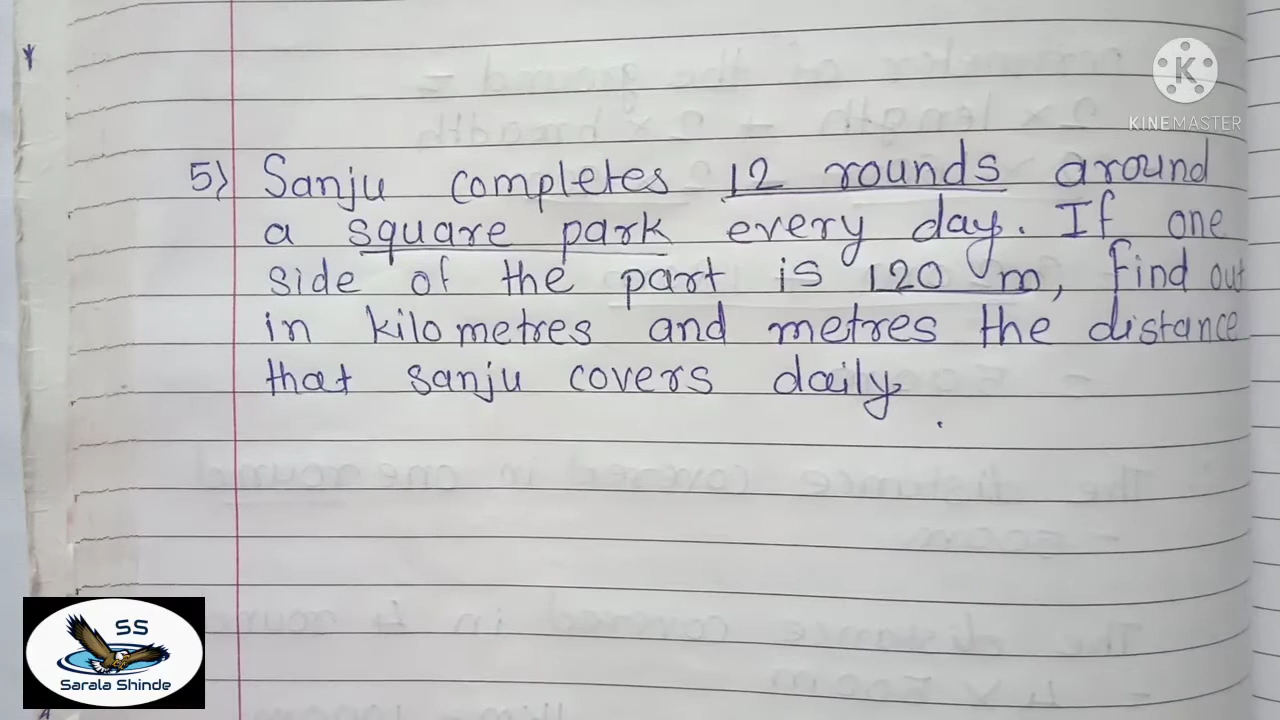 KINEMASTER
5) Sanju completes 12 rounds around
a square park every day. If one
side of the part is 120 m, find out
in kilometres and metres the distance
that sanju covers daily.
SS
Sarala Shinde